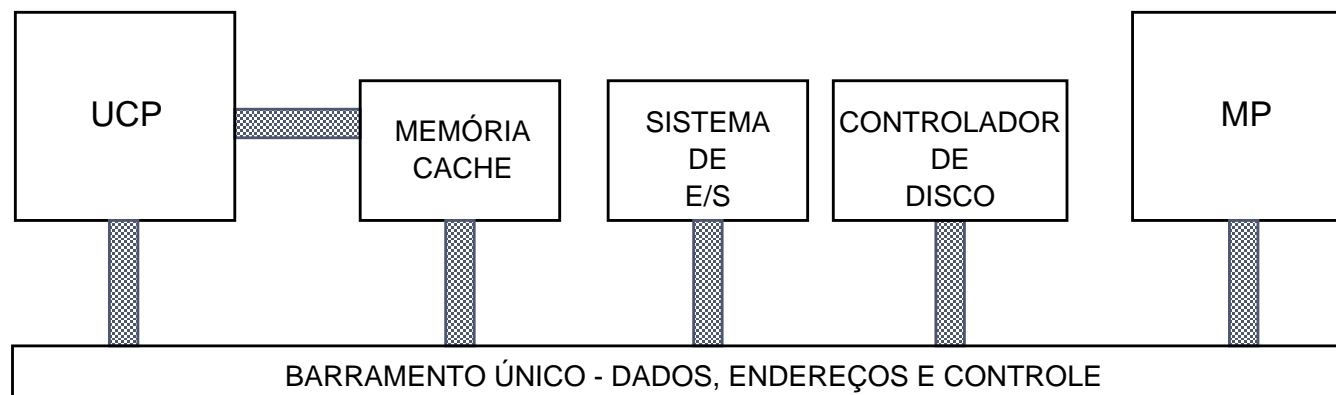 UCP
MEMÓRIA
CACHE
SISTEMA
DE
E/S
CONTROLADOR
DE
DISCO
MP
BARRAMENTO ÚNICO - DADOS, ENDEREÇOS E CONTROLE